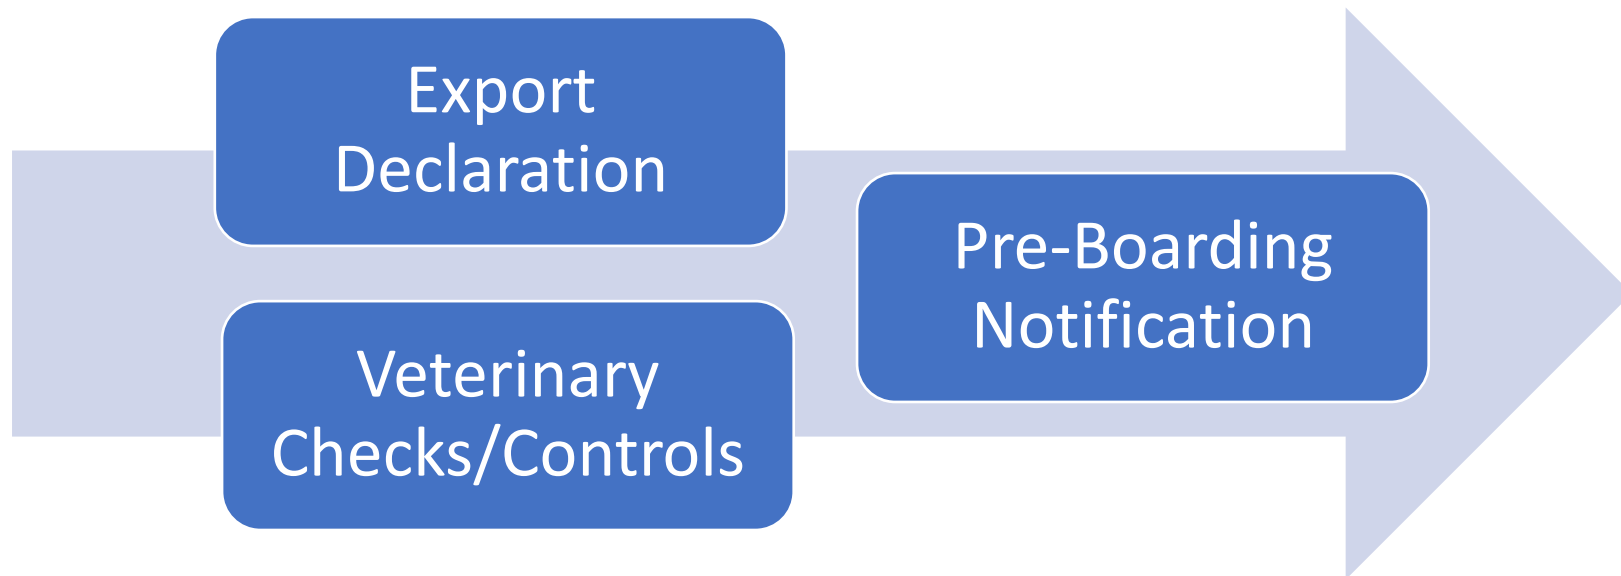 Export
Declaration
Veterinary
Checks/Controls
Pre-Boarding
Notification